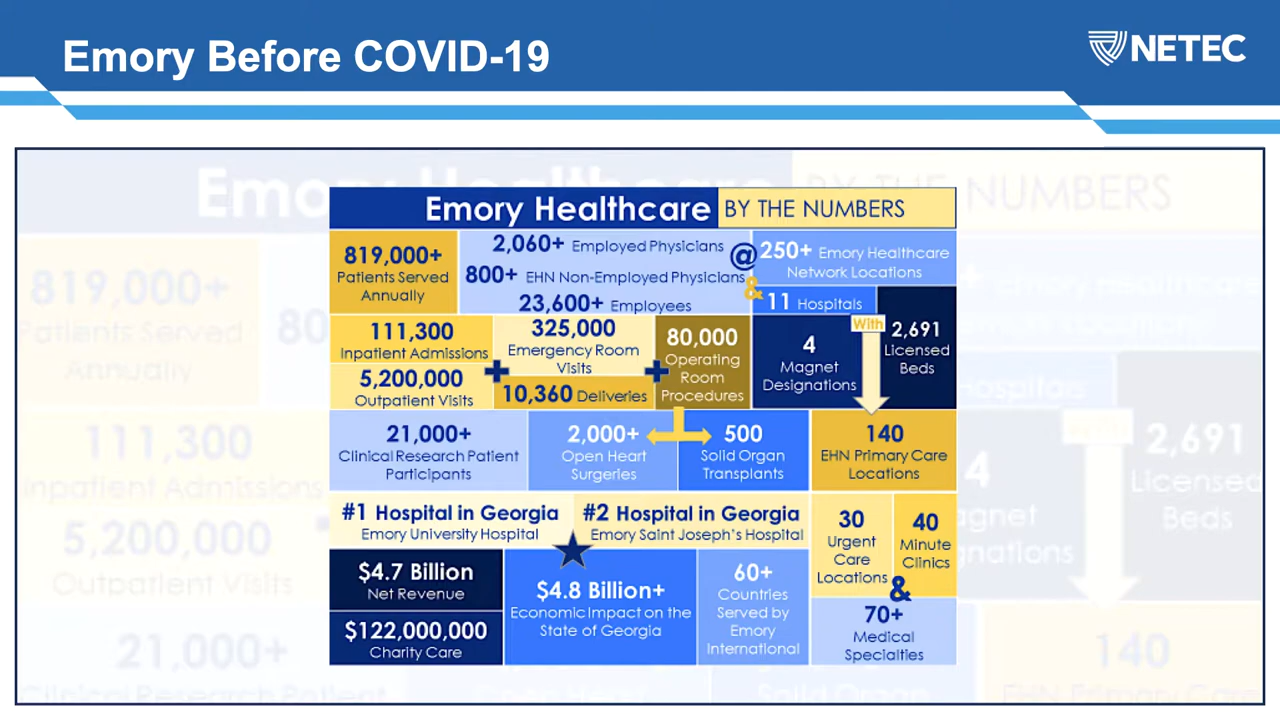 Emory Before COVID-19
NETEC
Emory Healthcare BY THE NUMBERS
819,000+
Patients Served
Annually
2,060+ Employed Physicians
800+ EHN Non-Employed Physicians
23,600+ Employees
@
&
250+ Emory Healthcare
Network Locations
11 Hospitals
111,300
Inpatient Admissions
5,200,000
Outpatient Visits
325,000
Emergency Room
Visits
10,360 Deliveries
80,000
Operating
Room
Procedures
4
Magnet
Designations
With
2,691
Licensed
Beds
21,000+
Clinical Research Patient
Participants
2,000+
Open Heart
Surgeries
500
Solid Organ
Transplants
140
EHN Primary Care
Locations
#1 Hospital in Georgia
Emory University Hospital
#2 Hospital in Georgia
Emory Saint Joseph's Hospital
30
Urgent
Care
Locations
40
Minute
Clinics
&
$4.7 Billion
Net Revenue
$122,000,000
Charity Care
$4.8 Billion+
Economic Impact on the
State of Georgia
60+
Countries
Served by
Emory
International
70+
Medical
Specialties